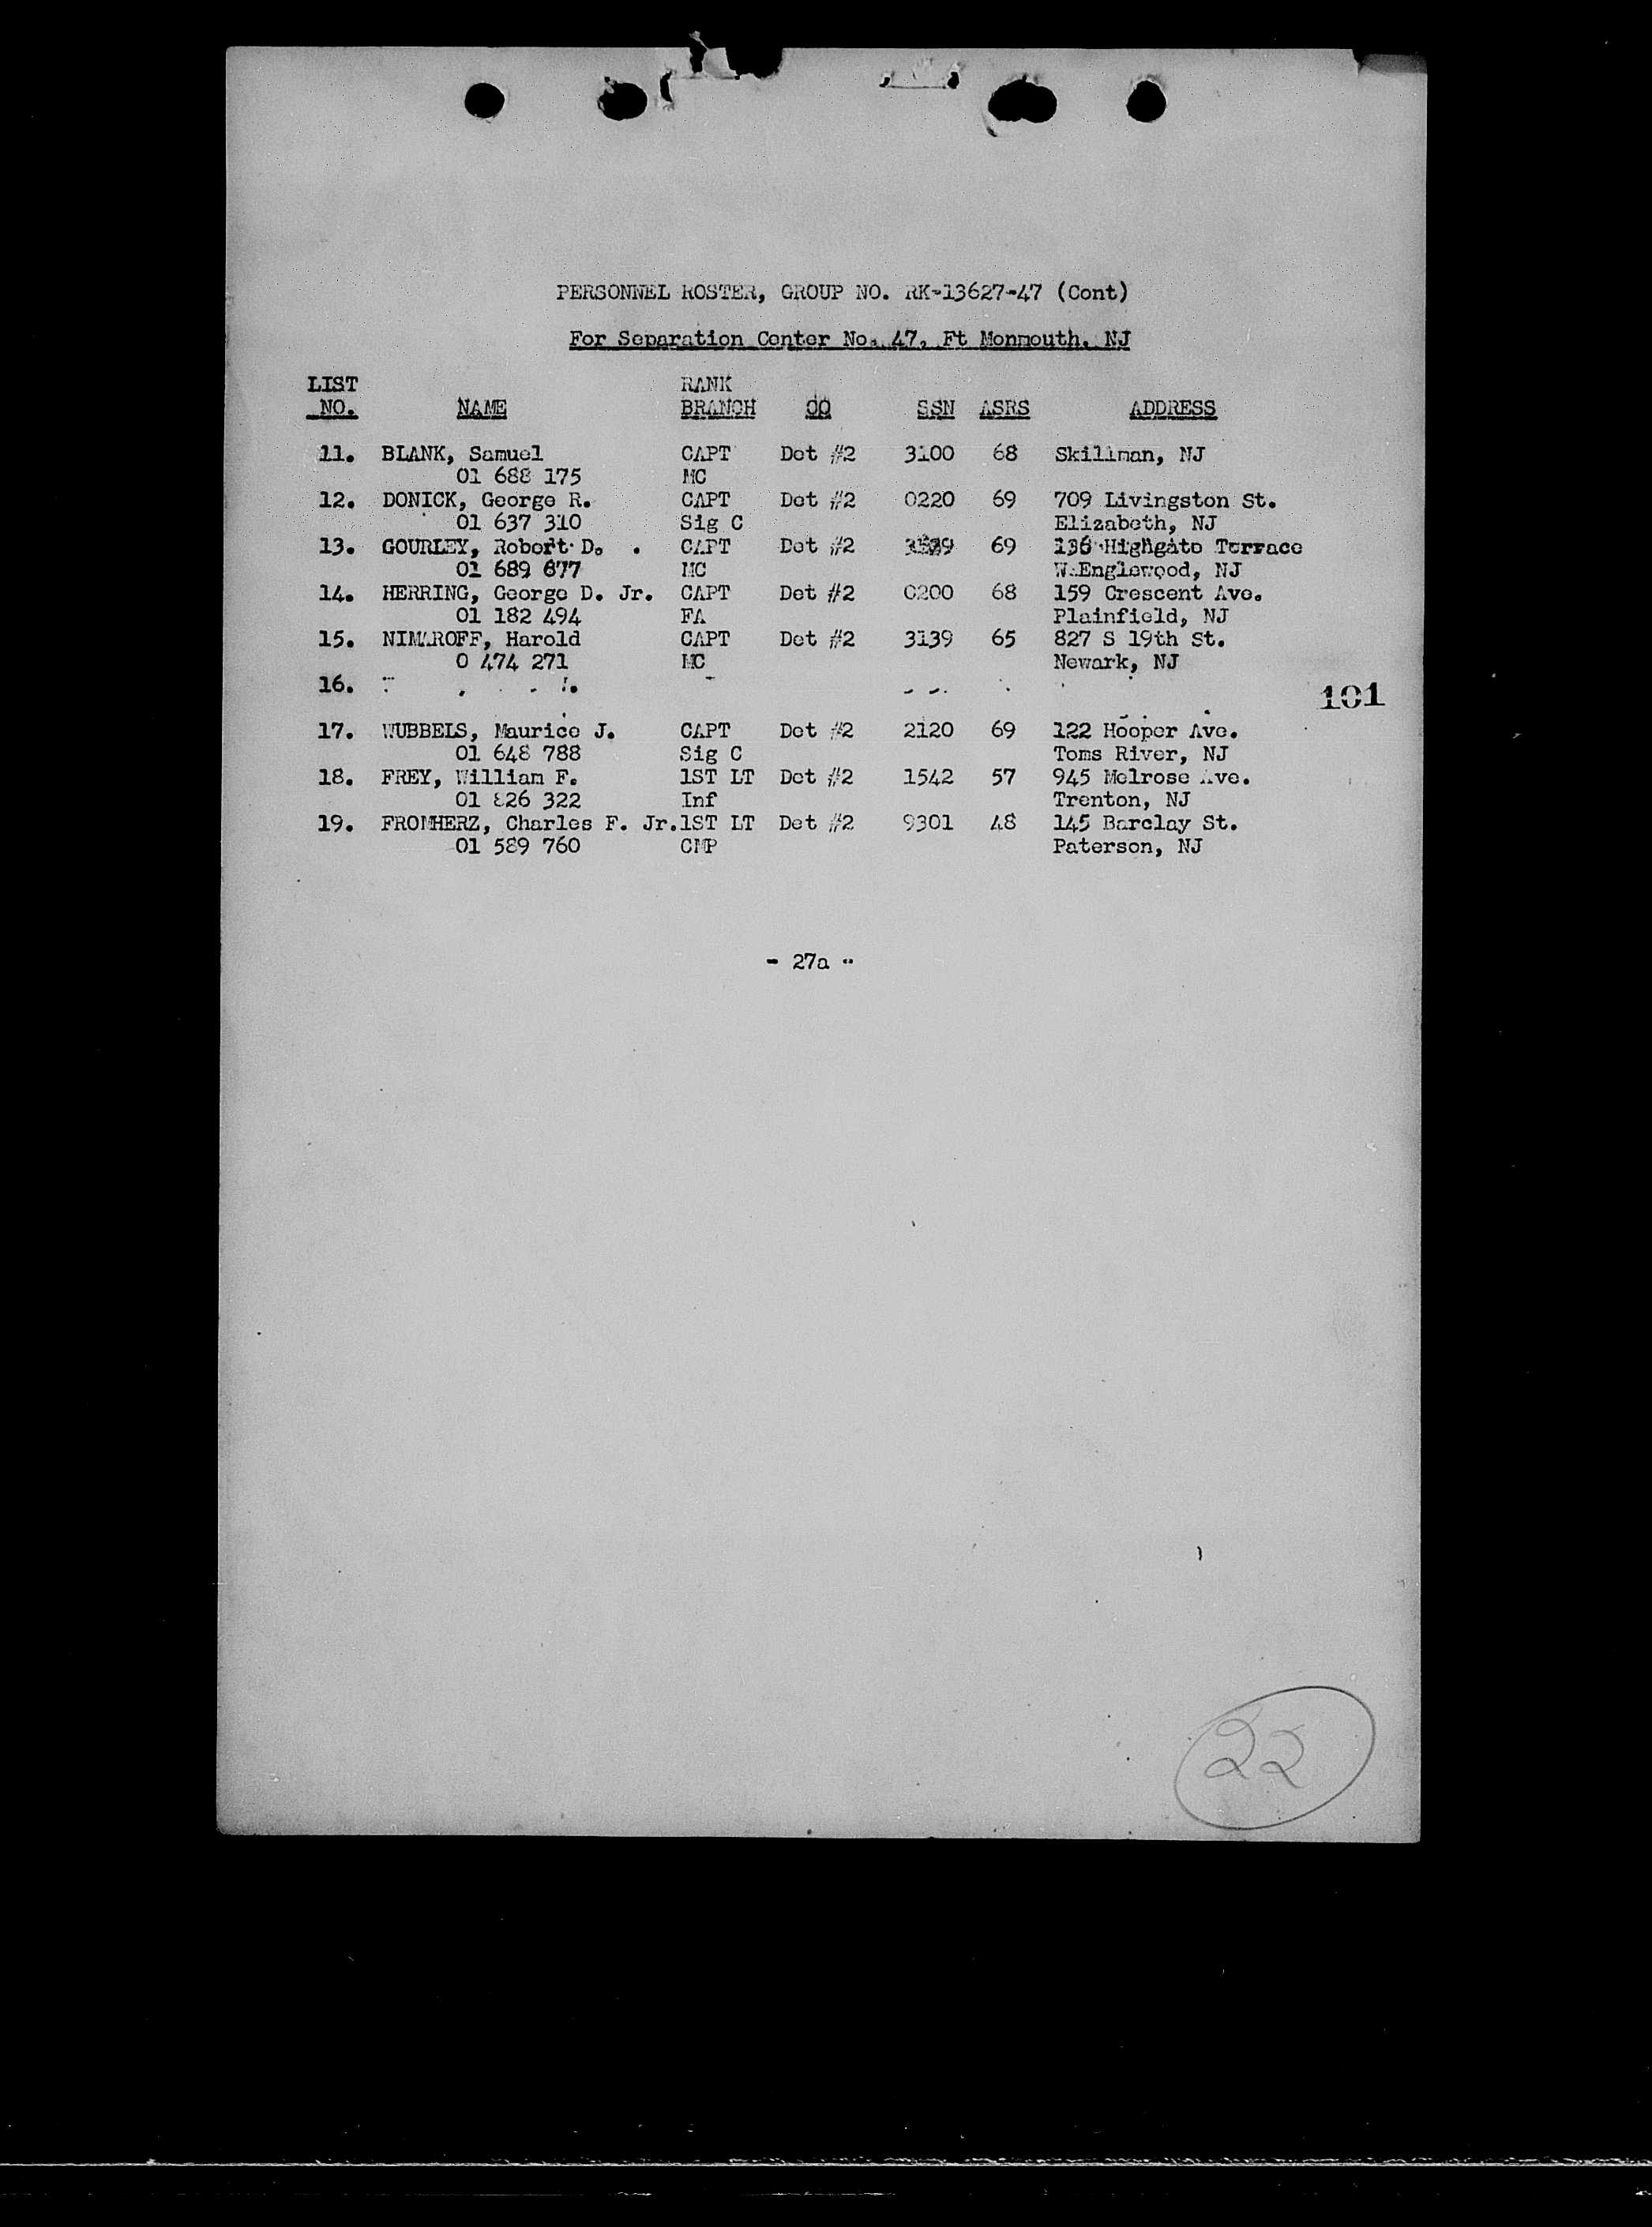 PERSONNEL ROSTER, GROUP NO. RK-13627-47 (Cont)
For Separation Center No. 47, Ft Monmouth, NJ
LIST RANK
NO. NAME BRANCH CO SSN ASRS ADDRESS
11. BLANK, Samuel CAPT Det #2 3100 68 Skillman, NJ
01 688 175 MC
12. DONICK, George R. CAPT Det #2 0220 69 709 Livingston St.
01 637 310 Sig C Elizabeth, NJ
13. GOURLEY, Robert D. CAPT Det #2 69 Highgate Terrace
01 689 677 MC W.Englewood, NJ
14. HERRING, George D. Jr. CAPT Det #2 0200 68 159 Crescent Ave.
01 182 494 FA Plainfield, NJ
15. NIMAROFF, Harold CAPT Det #2 3139 65 827 S 19th St.
0 474 271 MC Newark, NJ
16.
101
17. WUBBELS, Maurice J. CAPT Det #2 2120 69 122 Hooper Ave.
01 648 788 Sig C Toms River, NJ
18. FREY, William F. 1ST LT Det #2 1542 57 945 Melrose Ave.
01 826 322 Inf Trenton, NJ
19. FROMHERZ, Charles F. Jr. 1ST LT Det #2 9301 48 145 Barclay St.
01 589 760 CMP Paterson, NJ
- 27a -
22